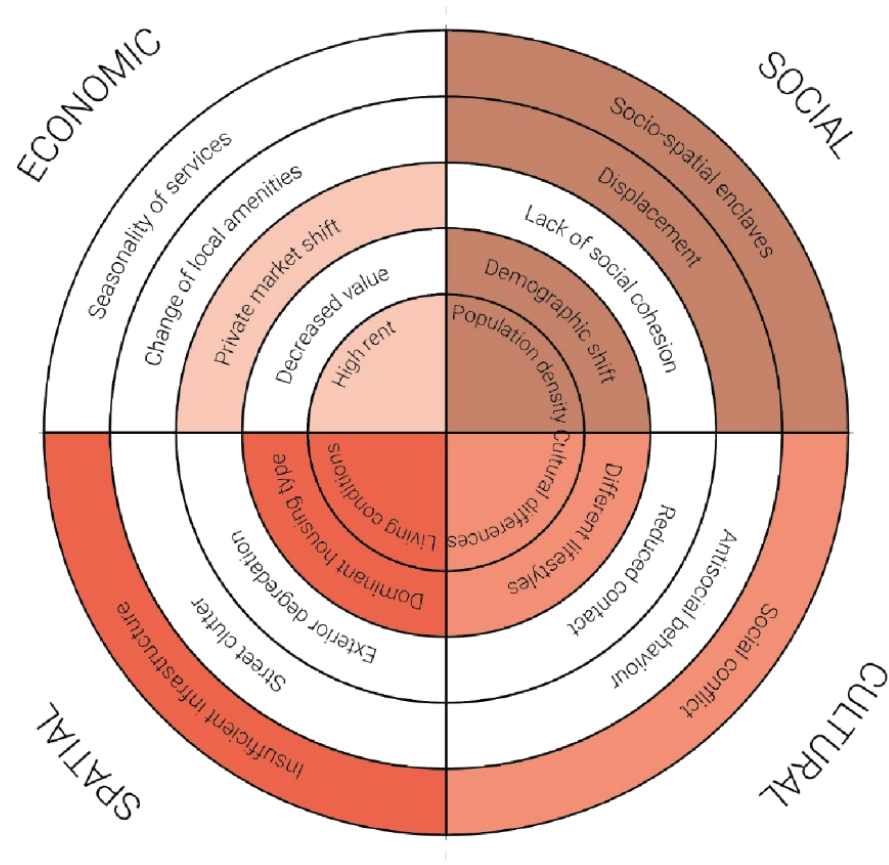 ECONOMIC
Seasonality of services
Change of local amenities
Private market shift
Decreased value
High rent
SOCIAL
Socio-spatial enclaves
Displacement
Lack of social cohesion
Demographic shift
Population density
SPATIAL
Living conditions
Dominant housing type
Exterior degredation
Street clutter
Insufficient infrastructure
CULTURAL
Cultural differences
Different lifestyles
Reduced contact
Antisocial behaviour
Social conflict